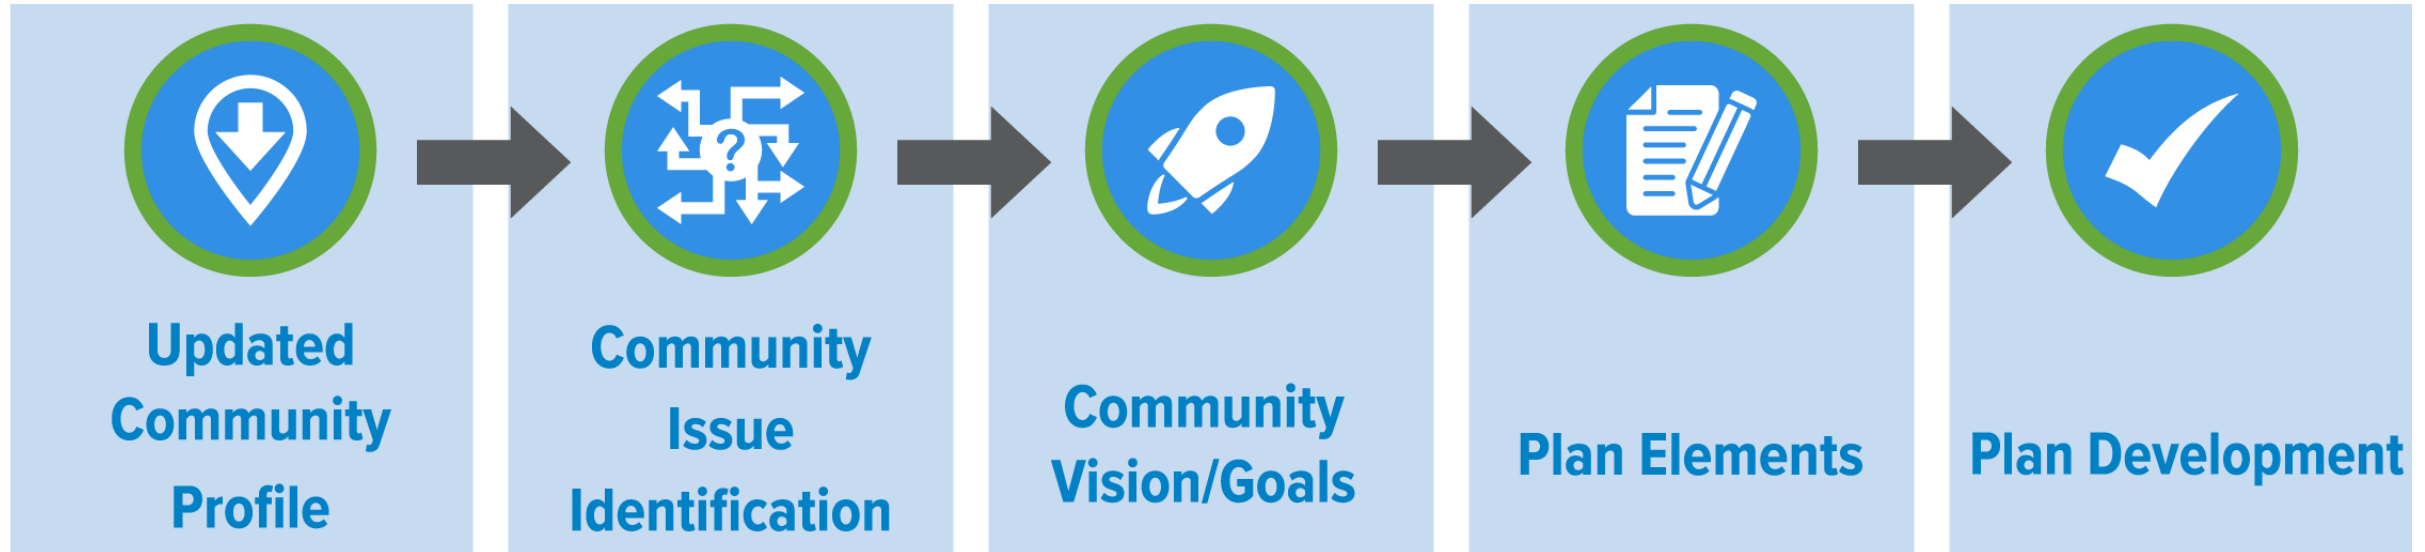 Updated
Community
Profile
Community
Issue
Identification
Community
Vision/Goals
Plan Elements
Plan Development
?